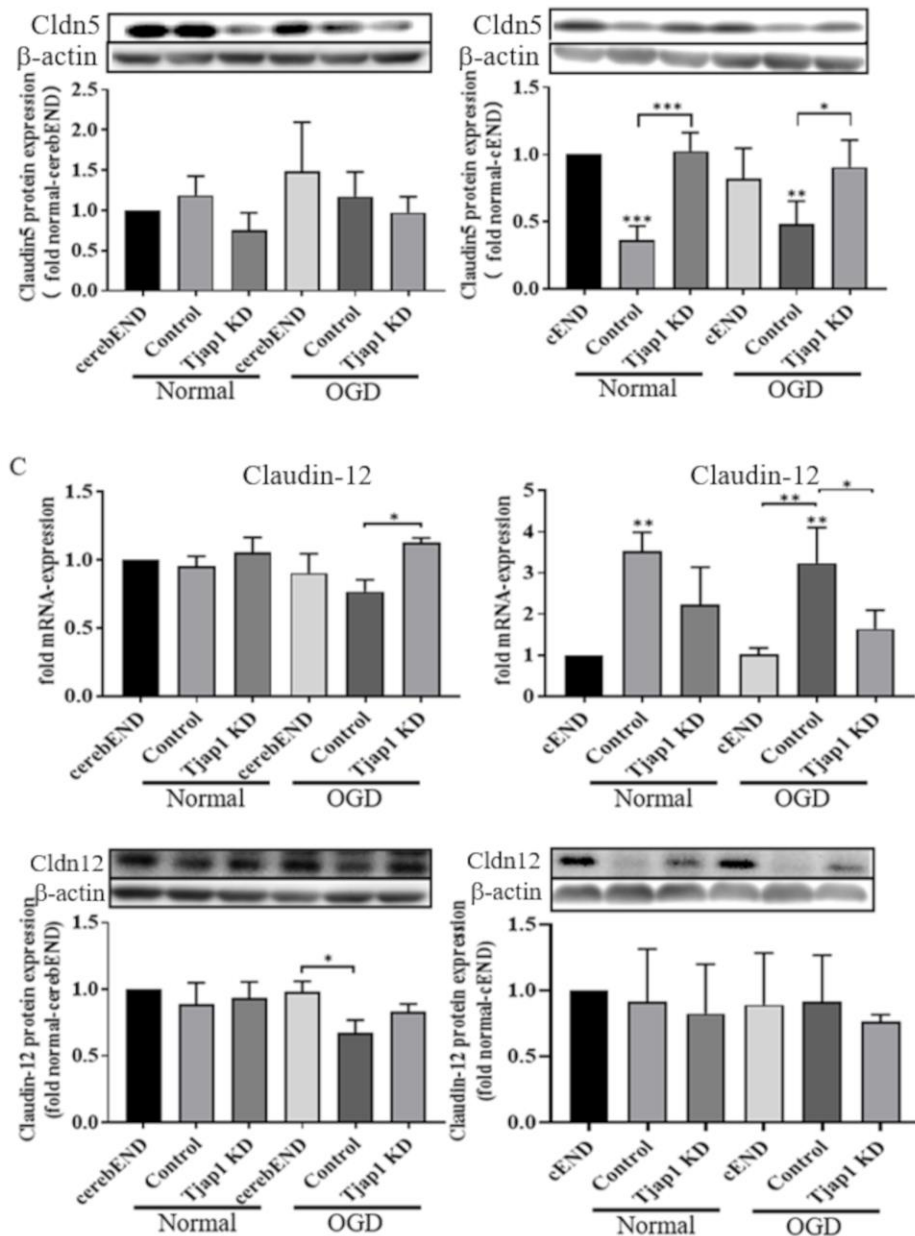 Cldn5
β-actin
Claudin5 protein expression
( fold normal-cerebEND)
2.5
2.0
1.5
1.0
0.5
0.0
cerebEND
Control
Tjap1 KD
cerebEND
Control
Tjap1 KD
Normal
OGD
Cldn5
β-actin
Claudin5 protein expression
( fold normal-cEND)
1.5
1.0
0.5
0.0
***
***
*
**
cEND
Control
Tjap1 KD
cEND
Control
Tjap1 KD
Normal
OGD
C
Claudin-12
fold mRNA-expression
1.5
1.0
0.5
0.0
*
cerebEND
Control
Tjap1 KD
cerebEND
Control
Tjap1 KD
Normal
OGD
Claudin-12
fold mRNA-expression
5
4
3
2
1
0
**
**
*
**
cEND
Control
Tjap1 KD
cEND
Control
Tjap1 KD
Normal
OGD
Cldn12
β-actin
Claudin-12 protein expression
(fold normal-cerebEND)
1.5
1.0
0.5
0.0
*
cerebEND
Control
Tjap1 KD
cerebEND
Control
Tjap1 KD
Normal
OGD
Cldn12
β-actin
Claudin-12 protein expression
(fold normal-cEND)
1.5
1.0
0.5
0.0
cEND
Control
Tjap1 KD
cEND
Control
Tjap1 KD
Normal
OGD